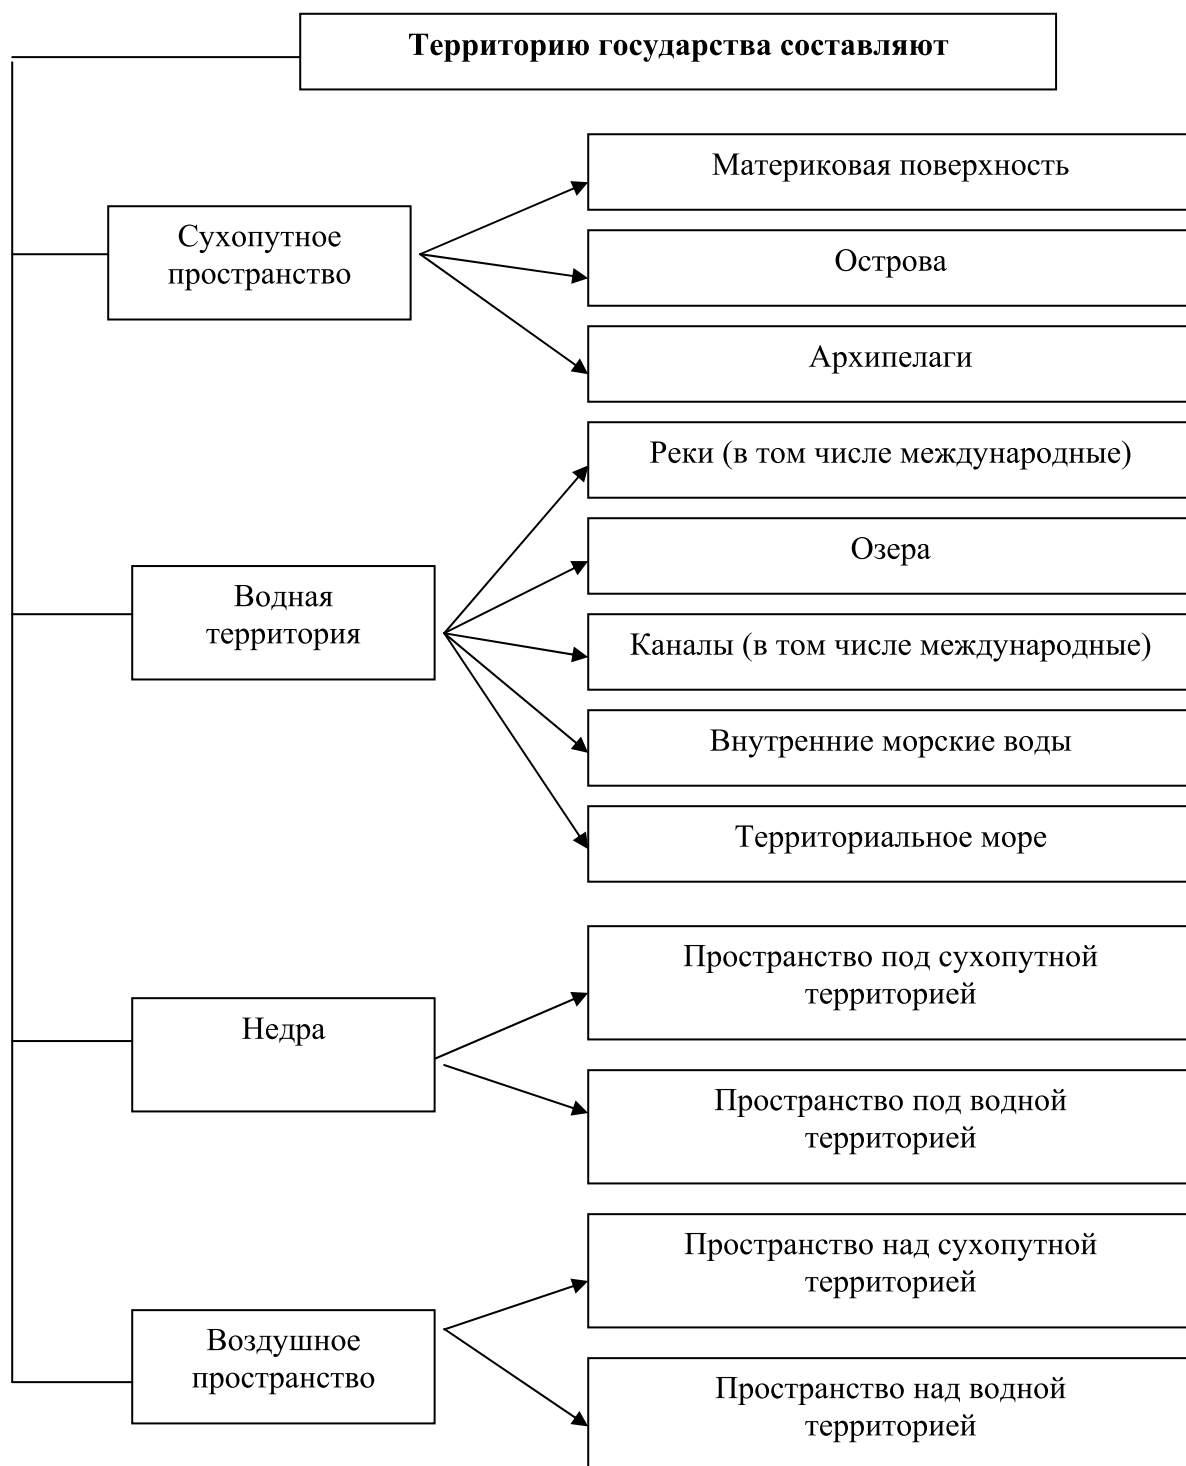 Территорию государства составляют
Сухопутное
пространство
Материковая поверхность
Острова
Архипелаги
Водная
территория
Реки (в том числе международные)
Озера
Каналы (в том числе международные)
Внутренние морские воды
Территориальное море
Недра
Пространство под сухопутной
территорией
Пространство под водной
территорией
Воздушное
пространство
Пространство над сухопутной
территорией
Пространство над водной
территорией